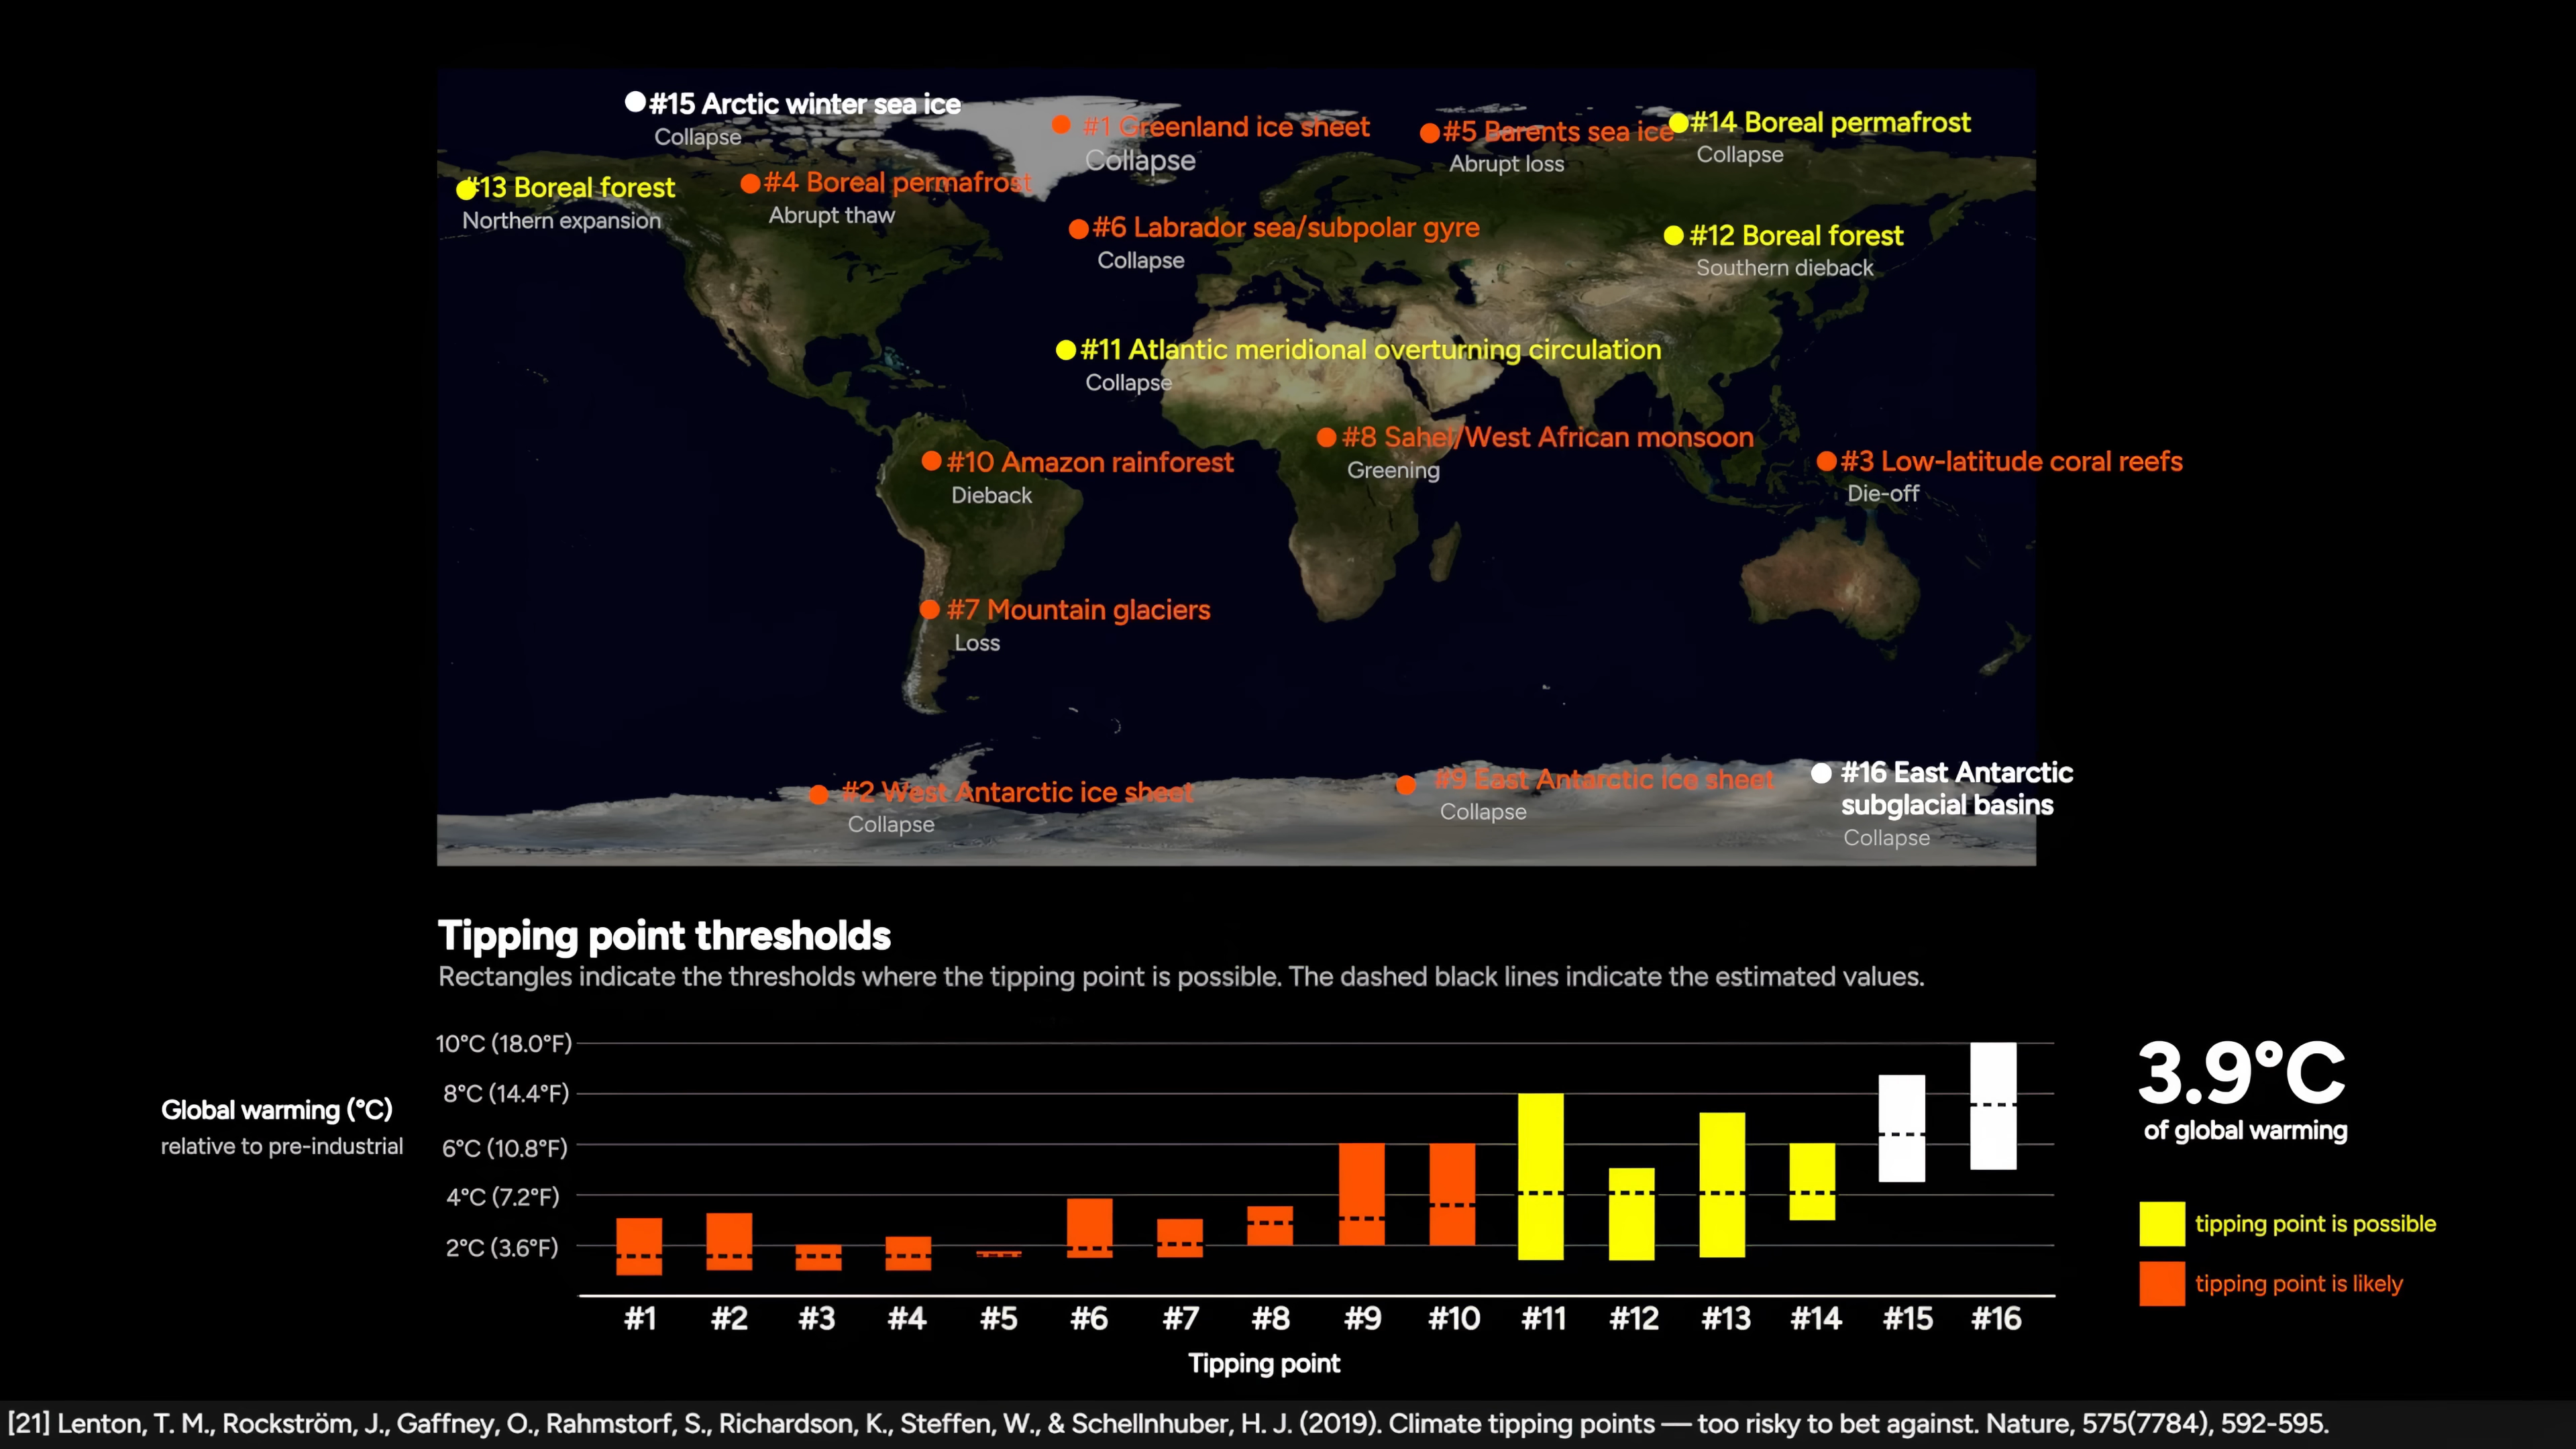 #15 Arctic winter sea ice
Collapse
#1 Greenland ice sheet
Collapse
#5 Barents sea ice
Abrupt loss
#14 Boreal permafrost
Collapse
#13 Boreal forest
Northern expansion
#4 Boreal permafrost
Abrupt thaw
#6 Labrador sea/subpolar gyre
Collapse
#12 Boreal forest
Southern dieback
#11 Atlantic meridional overturning circulation
Collapse
#8 Sahel/West African monsoon
Greening
#10 Amazon rainforest
Dieback
#3 Low-latitude coral reefs
Die-off
#7 Mountain glaciers
Loss
#2 West Antarctic ice sheet
Collapse
#9 East Antarctic ice sheet
Collapse
#16 East Antarctic
subglacial basins
Collapse
Tipping point thresholds
Rectangles indicate the thresholds where the tipping point is possible. The dashed black lines indicate the estimated values.
Global warming (°C)
relative to pre-industrial
10°C (18.0°F)
8°C (14.4°F)
6°C (10.8°F)
4°C (7.2°F)
2°C (3.6°F)
#1 #2 #3 #4 #5 #6 #7 #8 #9 #10 #11 #12 #13 #14 #15 #16
Tipping point
3.9°C
of global warming
tipping point is possible
tipping point is likely
[21] Lenton, T. M., Rockström, J., Gaffney, O., Rahmstorf, S., Richardson, K., Steffen, W., & Schellnhuber, H. J. (2019). Climate tipping points — too risky to bet against. Nature, 575(7784), 592-595.